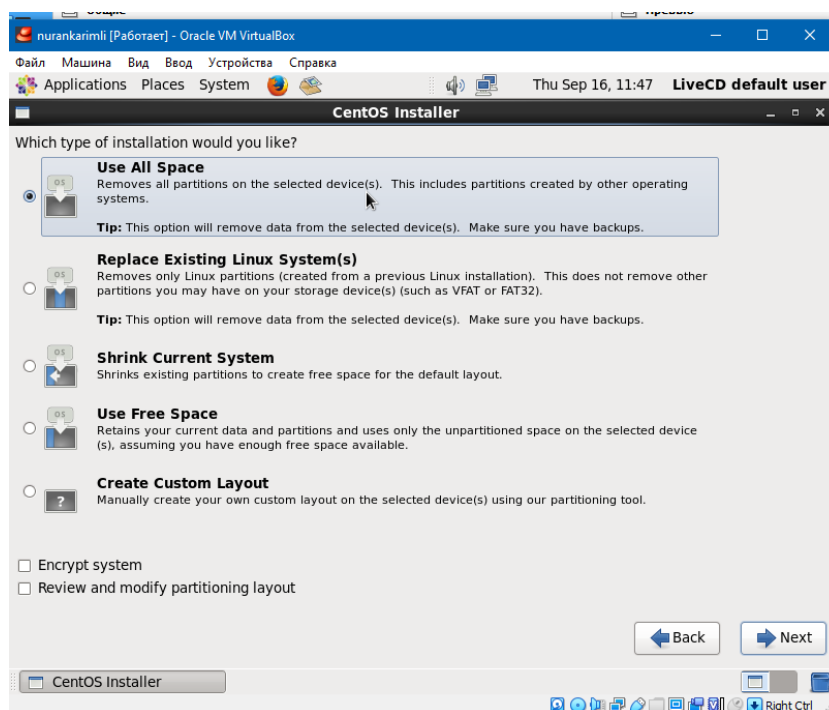 nurankarimli [Работает] - Oracle VM VirtualBox
Файл Машина Вид Ввод Устройства Справка
Applications Places System Thu Sep 16, 11:47 LiveCD default user
CentOS Installer
Which type of installation would you like?
Use All Space
Removes all partitions on the selected device(s). This includes partitions created by other operating
systems.
Tip: This option will remove data from the selected device(s). Make sure you have backups.
Replace Existing Linux System(s)
Removes only Linux partitions (created from a previous Linux installation). This does not remove other
partitions you may have on your storage device(s) (such as VFAT or FAT32).
Tip: This option will remove data from the selected device(s). Make sure you have backups.
Shrink Current System
Shrinks existing partitions to create free space for the default layout.
Use Free Space
Retains your current data and partitions and uses only the unpartitioned space on the selected device
(s), assuming you have enough free space available.
Create Custom Layout
Manually create your own custom layout on the selected device(s) using our partitioning tool.
Encrypt system
Review and modify partitioning layout
Back Next
CentOS Installer
Right Ctrl